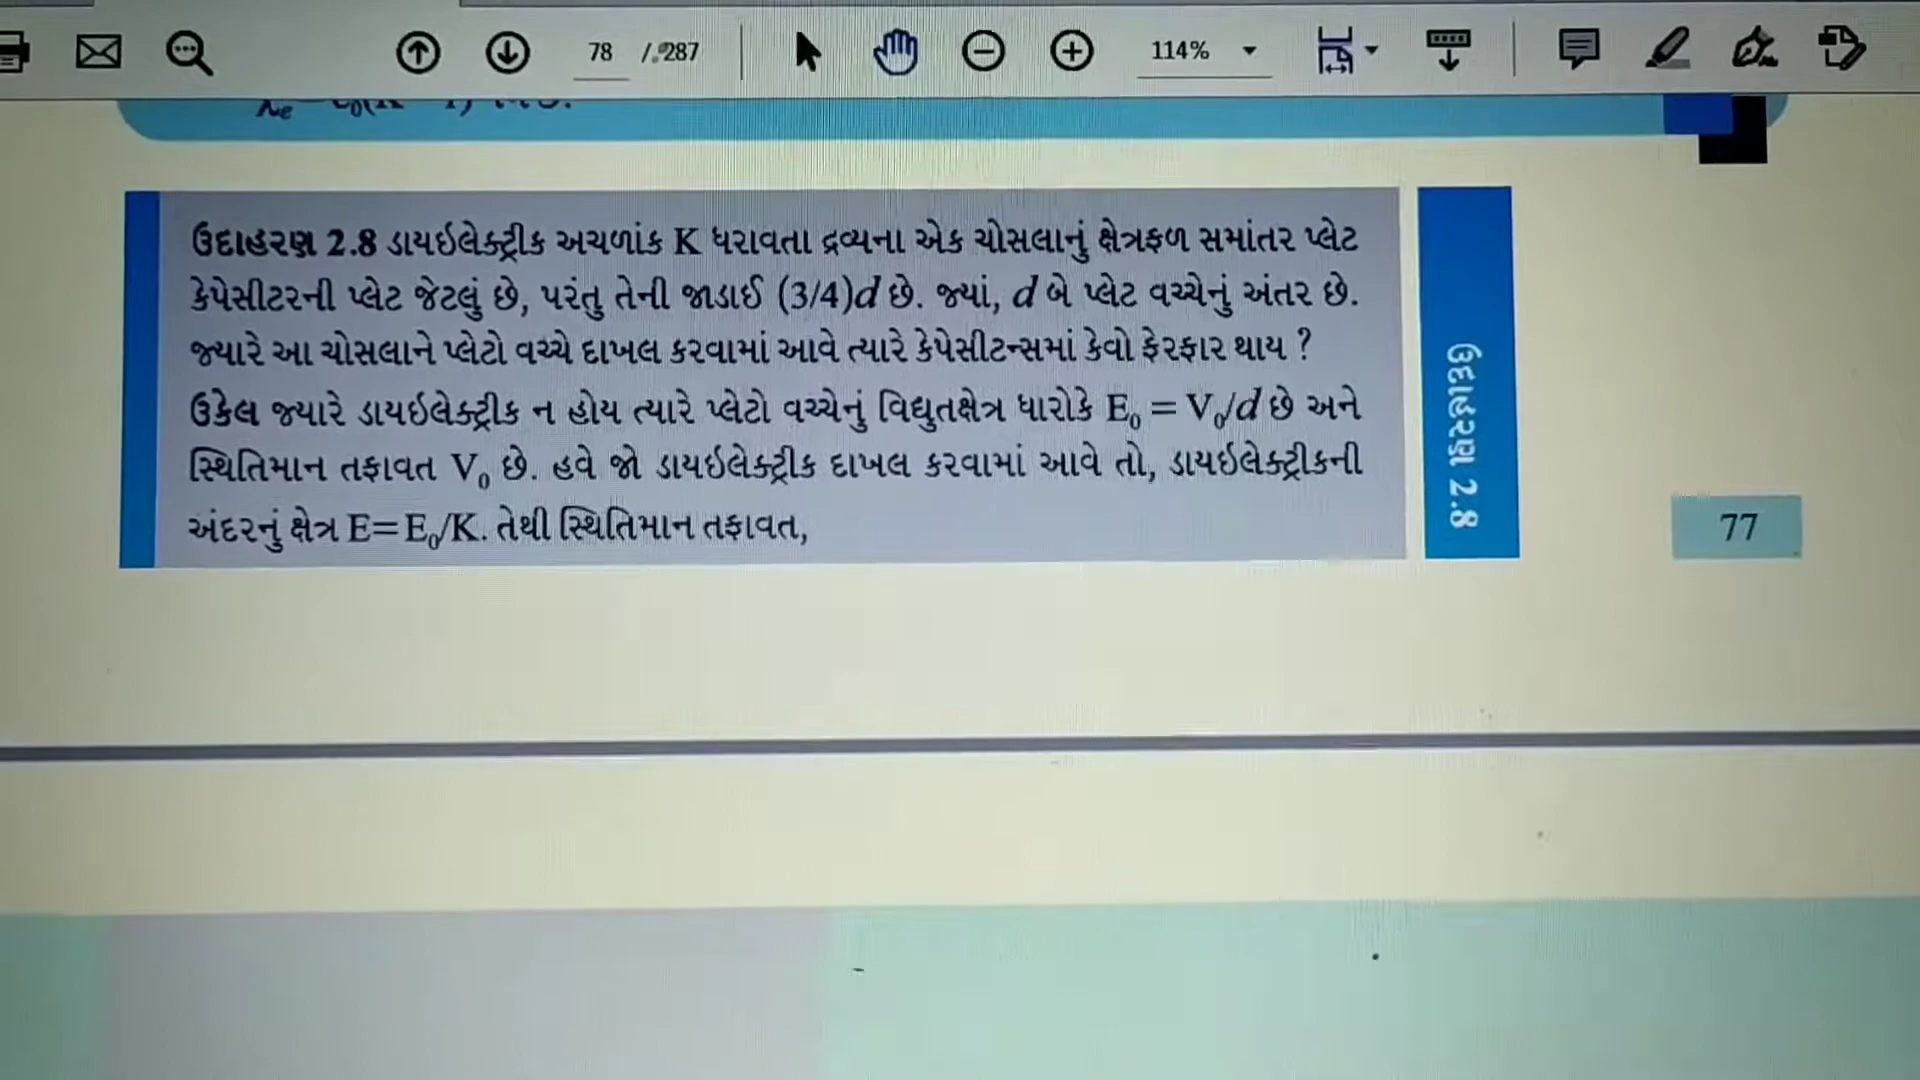 78 / 287
114%
ઉદાહરણ 2.8 ડાયઇલેક્ટ્રીક અચળાંક K ધરાવતા દ્રવ્યના એક ચોસલાનું ક્ષેત્રફળ સમાંતર પ્લેટ
કેપેસીટરની પ્લેટ જેટલું છે, પરંતુ તેની જાડાઈ (3/4)d છે. જ્યાં, d બે પ્લેટ વચ્ચેનું અંતર છે.
જ્યારે આ ચોસલાને પ્લેટો વચ્ચે દાખલ કરવામાં આવે ત્યારે કેપેસીટન્સમાં કેવો ફેરફાર થાય ?
ઉકેલ જ્યારે ડાયઇલેક્ટ્રીક ન હોય ત્યારે પ્લેટો વચ્ચેનું વિદ્યુતક્ષેત્ર ધારોકે E₀ = V₀/d છે અને
સ્થિતિમાન તફાવત V₀ છે. હવે જો ડાયઇલેક્ટ્રીક દાખલ કરવામાં આવે તો, ડાયઇલેક્ટ્રીકની
અંદરનું ક્ષેત્ર E=E₀/K. તેથી સ્થિતિમાન તફાવત,
ઉદાહરણ 2.8
77